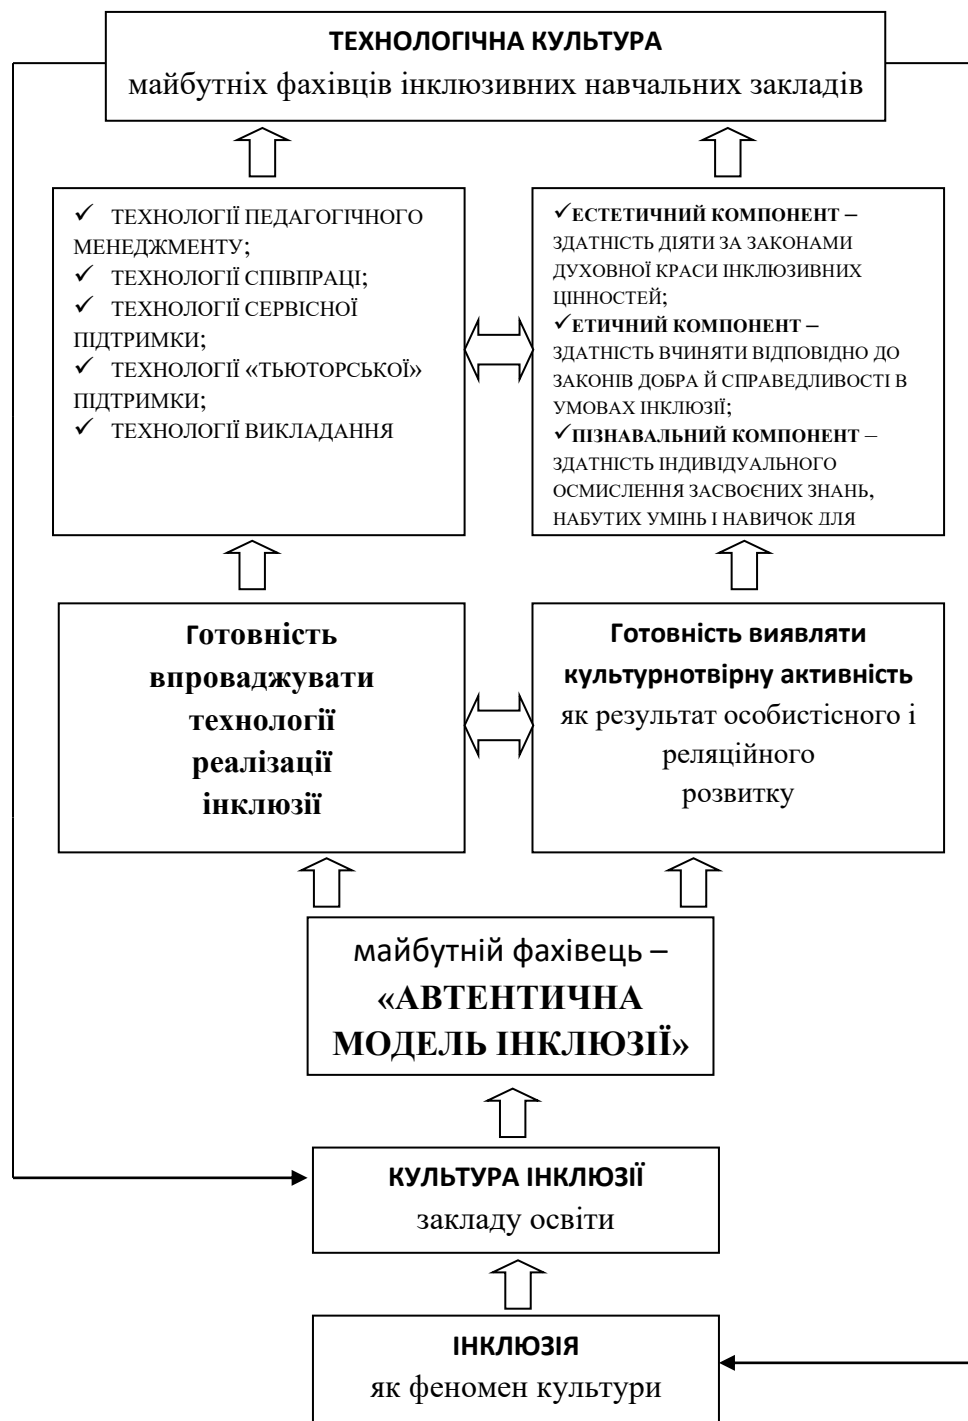 ТЕХНОЛОГІЧНА КУЛЬТУРА
майбутніх фахівців інклюзивних навчальних закладів
✓ ТЕХНОЛОГІЇ ПЕДАГОГІЧНОГО
МЕНЕДЖМЕНТУ;
✓ ТЕХНОЛОГІЇ СПІВПРАЦІ;
✓ ТЕХНОЛОГІЇ СЕРВІСНОЇ
ПІДТРИМКИ;
✓ ТЕХНОЛОГІЇ «ТЬЮТОРСЬКОЇ»
ПІДТРИМКИ;
✓ ТЕХНОЛОГІЇ ВИКЛАДАННЯ
✓ЕСТЕТИЧНИЙ КОМПОНЕНТ –
ЗДАТНІСТЬ ДІЯТИ ЗА ЗАКОНАМИ
ДУХОВНОЇ КРАСИ ІНКЛЮЗИВНИХ
ЦІННОСТЕЙ;
✓ЕТИЧНИЙ КОМПОНЕНТ –
ЗДАТНІСТЬ ВЧИНЯТИ ВІДПОВІДНО ДО
ЗАКОНІВ ДОБРА Й СПРАВЕДЛИВОСТІ В
УМОВАХ ІНКЛЮЗІЇ;
✓ПІЗНАВАЛЬНИЙ КОМПОНЕНТ –
ЗДАТНІСТЬ ІНДИВІДУАЛЬНОГО
ОСМИСЛЕННЯ ЗАСВОЄНИХ ЗНАНЬ,
НАБУТИХ УМІНЬ І НАВИЧОК ДЛЯ
Готовність
впроваджувати
технології
реалізації
інклюзії
Готовність виявляти
культурнотвірну активність
як результат особистісного і
реляційного
розвитку
майбутній фахівець –
«АВТЕНТИЧНА
МОДЕЛЬ ІНКЛЮЗІЇ»
КУЛЬТУРА ІНКЛЮЗІЇ
закладу освіти
ІНКЛЮЗІЯ
як феномен культури